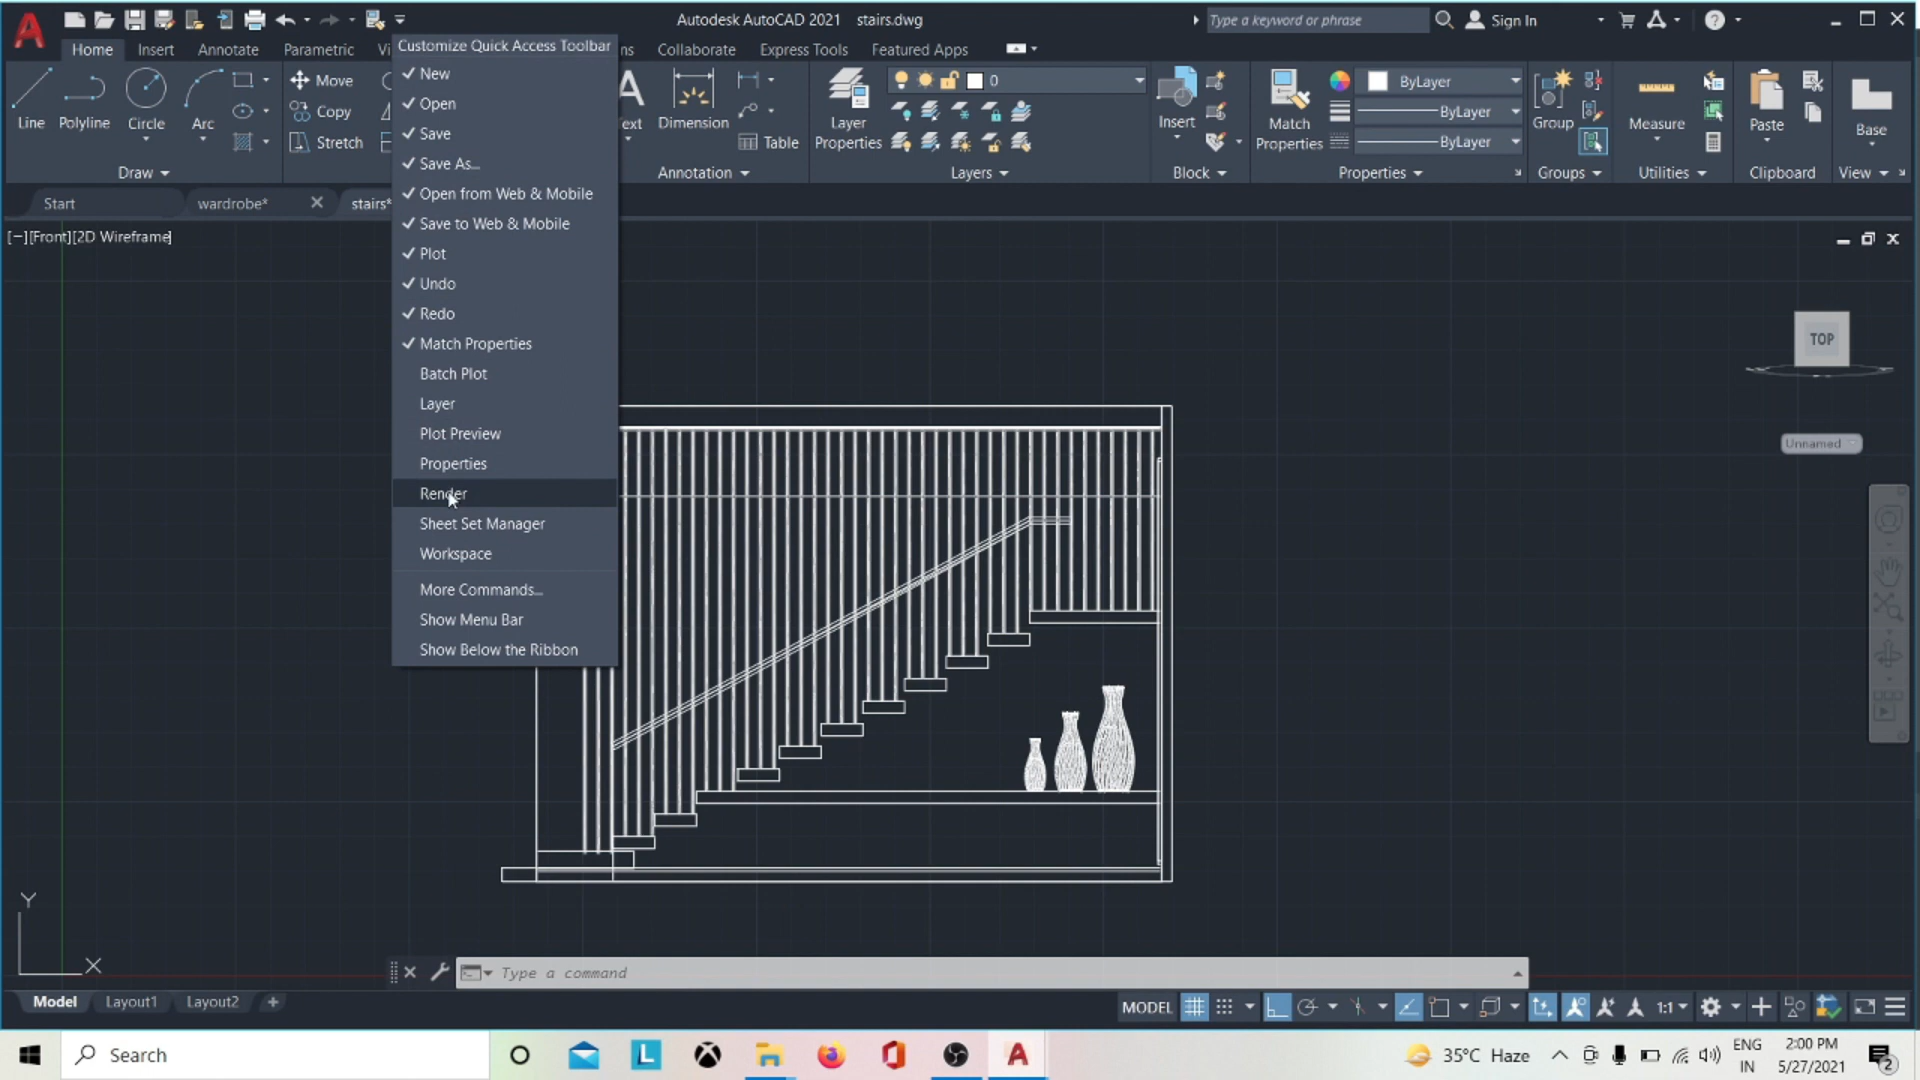 Autodesk AutoCAD 2021 stairs.dwg
Type a keyword or phrase
Sign In
Home Insert Annotate Parametric Vi
ns Collaborate Express Tools Featured Apps
Customize Quick Access Toolbar
New
Open
Save
Save As...
Open from Web & Mobile
Save to Web & Mobile
Plot
Undo
Redo
Match Properties
Batch Plot
Layer
Plot Preview
Properties
Render
Sheet Set Manager
Workspace
More Commands...
Show Menu Bar
Show Below the Ribbon
Line Polyline Circle Arc
Move
Copy
Stretch
Draw
ext Dimension
Table
Annotation
Layer
Properties
0
Layers
Insert
Block
Match
Properties
ByLayer
ByLayer
ByLayer
Properties
Group
Groups
Measure
Utilities
Paste
Clipboard
Base
View
Start wardrobe* stairs*
[−][Front][2D Wireframe]
TOP
Unnamed
Y
X
Type a command
Model Layout1 Layout2
MODEL
1:1
Search
35°C Haze
ENG
IN
2:00 PM
5/27/2021
2